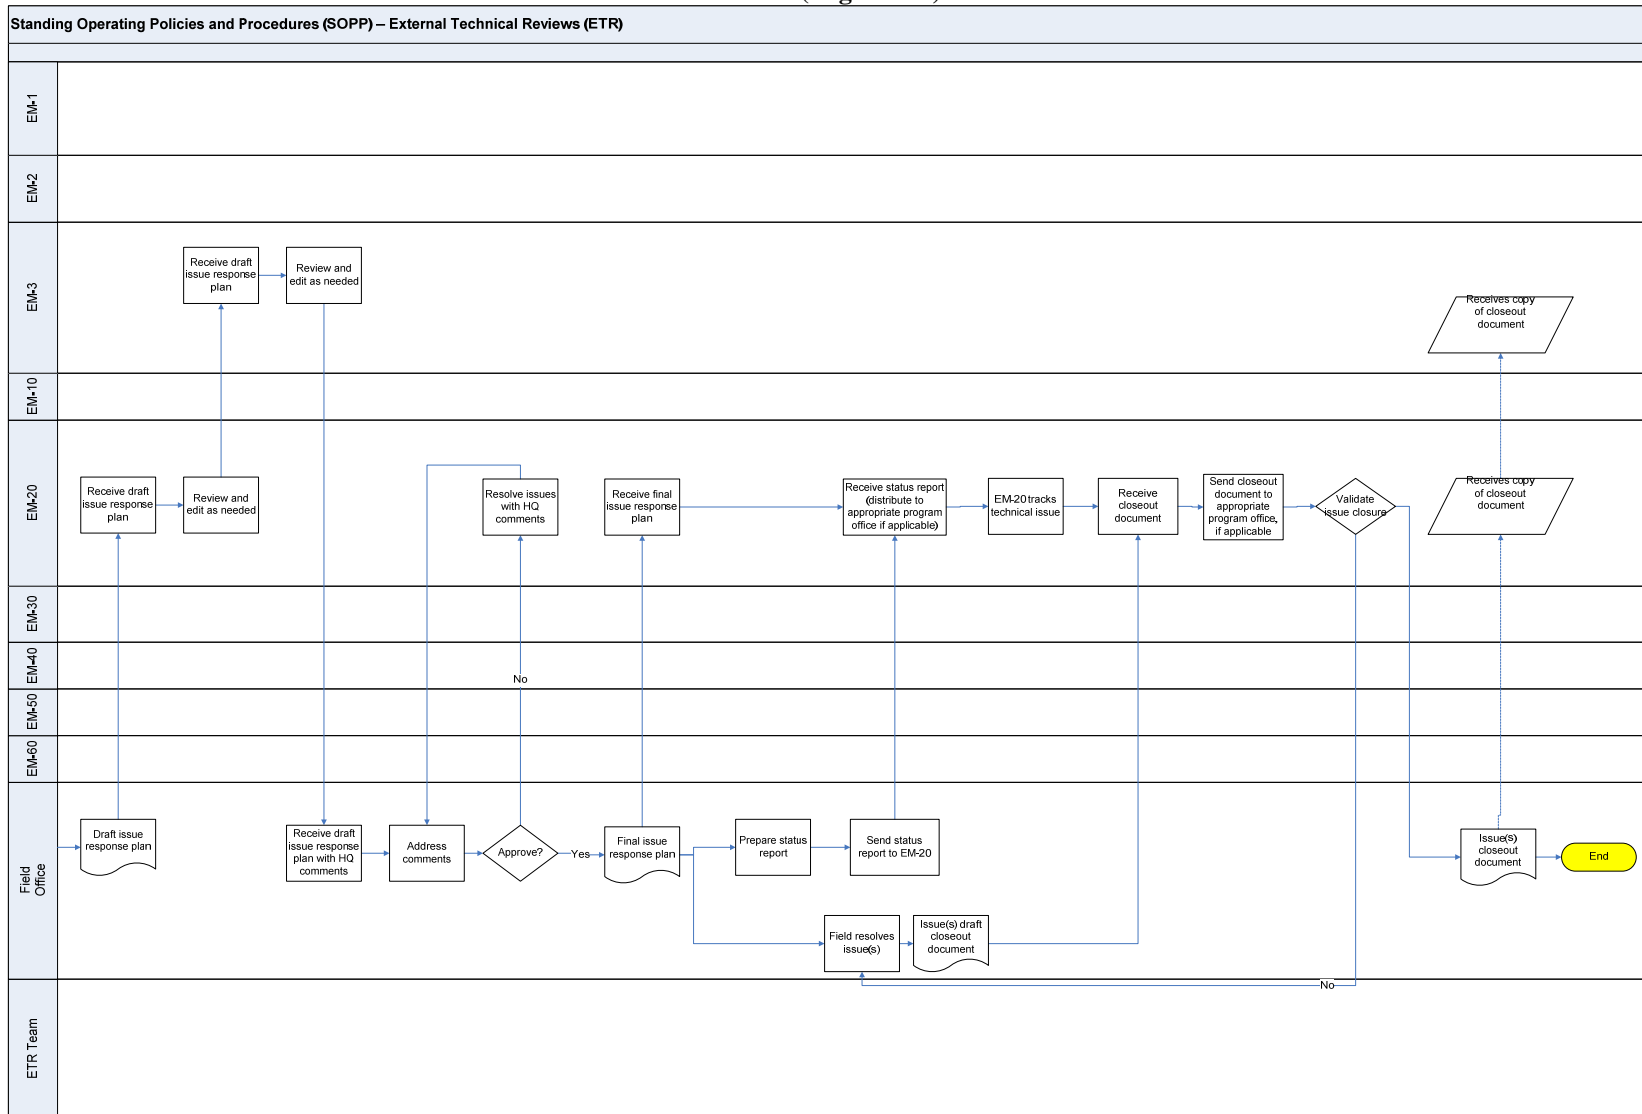 Standing Operating Policies and Procedures (SOPP) – External Technical Reviews (ETR)
EM-1
EM-2
EM-3
Receive draft
issue response
plan
Review and
edit as needed
Receives copy
of closeout
document
EM-10
EM-20
Receive draft
issue response
plan
Review and
edit as needed
Resolve issues
with HQ
comments
Receive final
issue response
plan
Receive status report
(distribute to
appropriate program
office if applicable)
EM-20 tracks
technical issue
Receive
closeout
document
Send closeout
document to
appropriate
program office,
if applicable
Validate
issue closure
Receives copy
of closeout
document
EM-30
EM-40
No
EM-50
EM-60
Field
Office
Draft issue
response plan
Receive draft
issue response
plan with HQ
comments
Address
comments
Approve?
Yes
Final issue
response plan
Prepare status
report
Send status
report to EM-20
Issue(s)
closeout
document
End
Field resolves
issue(s)
Issue(s) draft
closeout
document
No
ETR Team